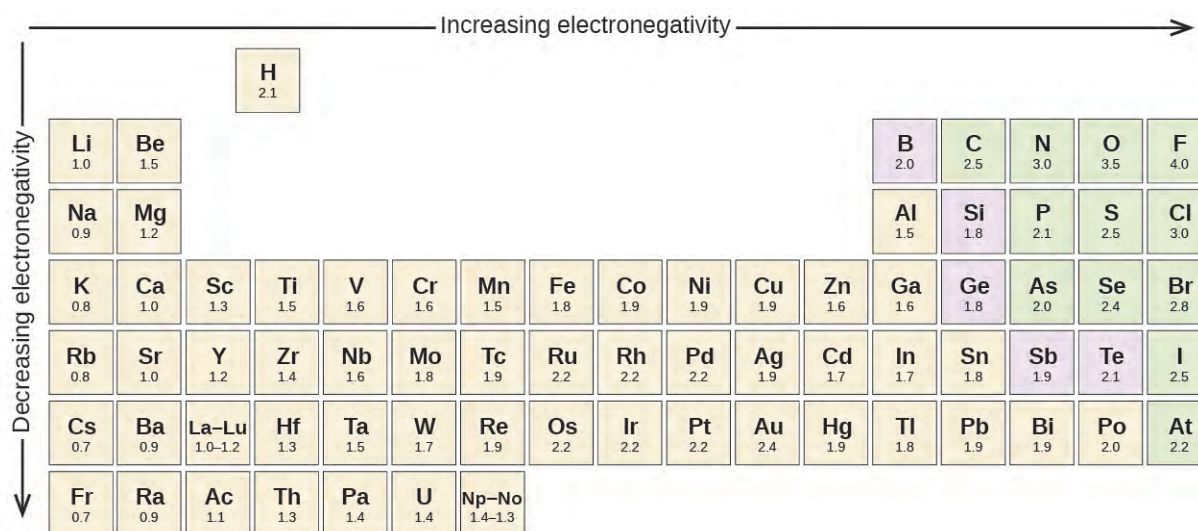 Increasing electronegativity
Decreasing electronegativity
H
2.1
Li Be B C N O F
1.0 1.5 2.0 2.5 3.0 3.5 4.0
Na Mg Al Si P S Cl
0.9 1.2 1.5 1.8 2.1 2.5 3.0
K Ca Sc Ti V Cr Mn Fe Co Ni Cu Zn Ga Ge As Se Br
0.8 1.0 1.3 1.5 1.6 1.6 1.5 1.8 1.9 1.9 1.9 1.6 1.6 1.8 2.0 2.4 2.8
Rb Sr Y Zr Nb Mo Tc Ru Rh Pd Ag Cd In Sn Sb Te I
0.8 1.0 1.2 1.4 1.6 1.8 1.9 2.2 2.2 2.2 1.9 1.7 1.7 1.8 1.9 2.1 2.5
Cs Ba La–Lu Hf Ta W Re Os Ir Pt Au Hg Tl Pb Bi Po At
0.7 0.9 1.0–1.2 1.3 1.5 1.7 1.9 2.2 2.2 2.2 2.4 1.9 1.8 1.9 1.9 2.0 2.2
Fr Ra Ac Th Pa U Np–No
0.7 0.9 1.1 1.3 1.4 1.4 1.4–1.3